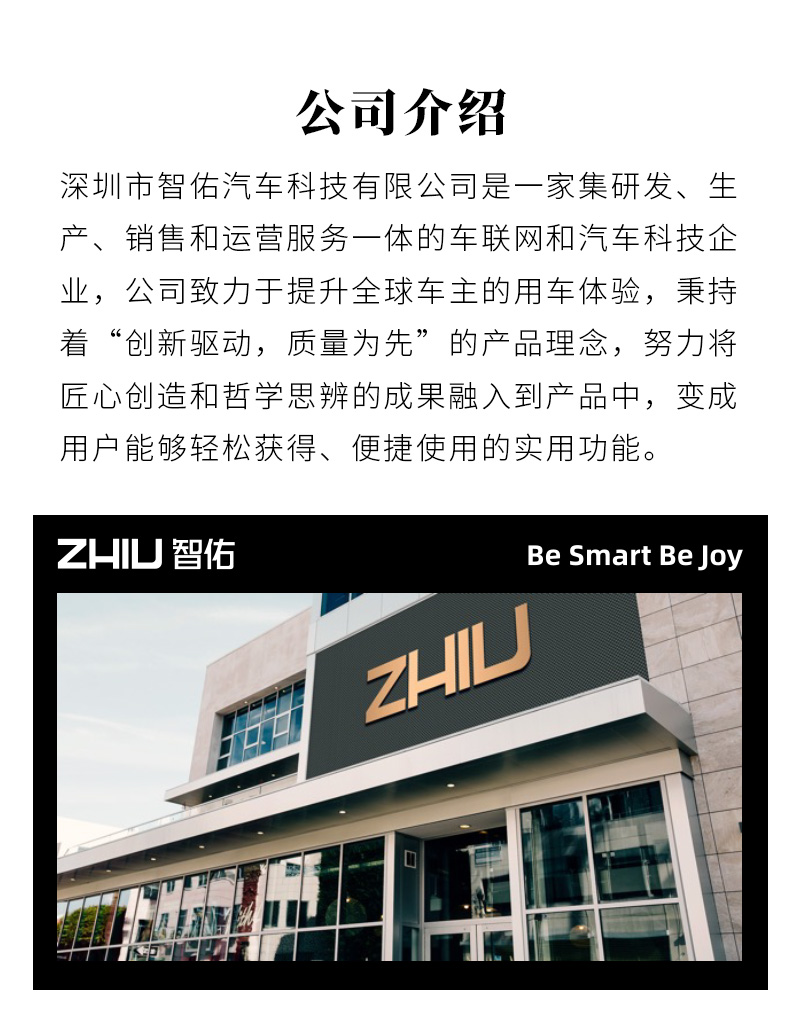 公司介绍
深圳市智佑汽车科技有限公司是一家集研发、生
产、销售和运营服务一体的车联网和汽车科技企
业，公司致力于提升全球车主的用车体验，秉持
着“创新驱动，质量为先”的产品理念，努力将
匠心创造和哲学思辨的成果融入到产品中，变成
用户能够轻松获得、便捷使用的实用功能。
ZHIU 智佑
Be Smart Be Joy
ZHIU